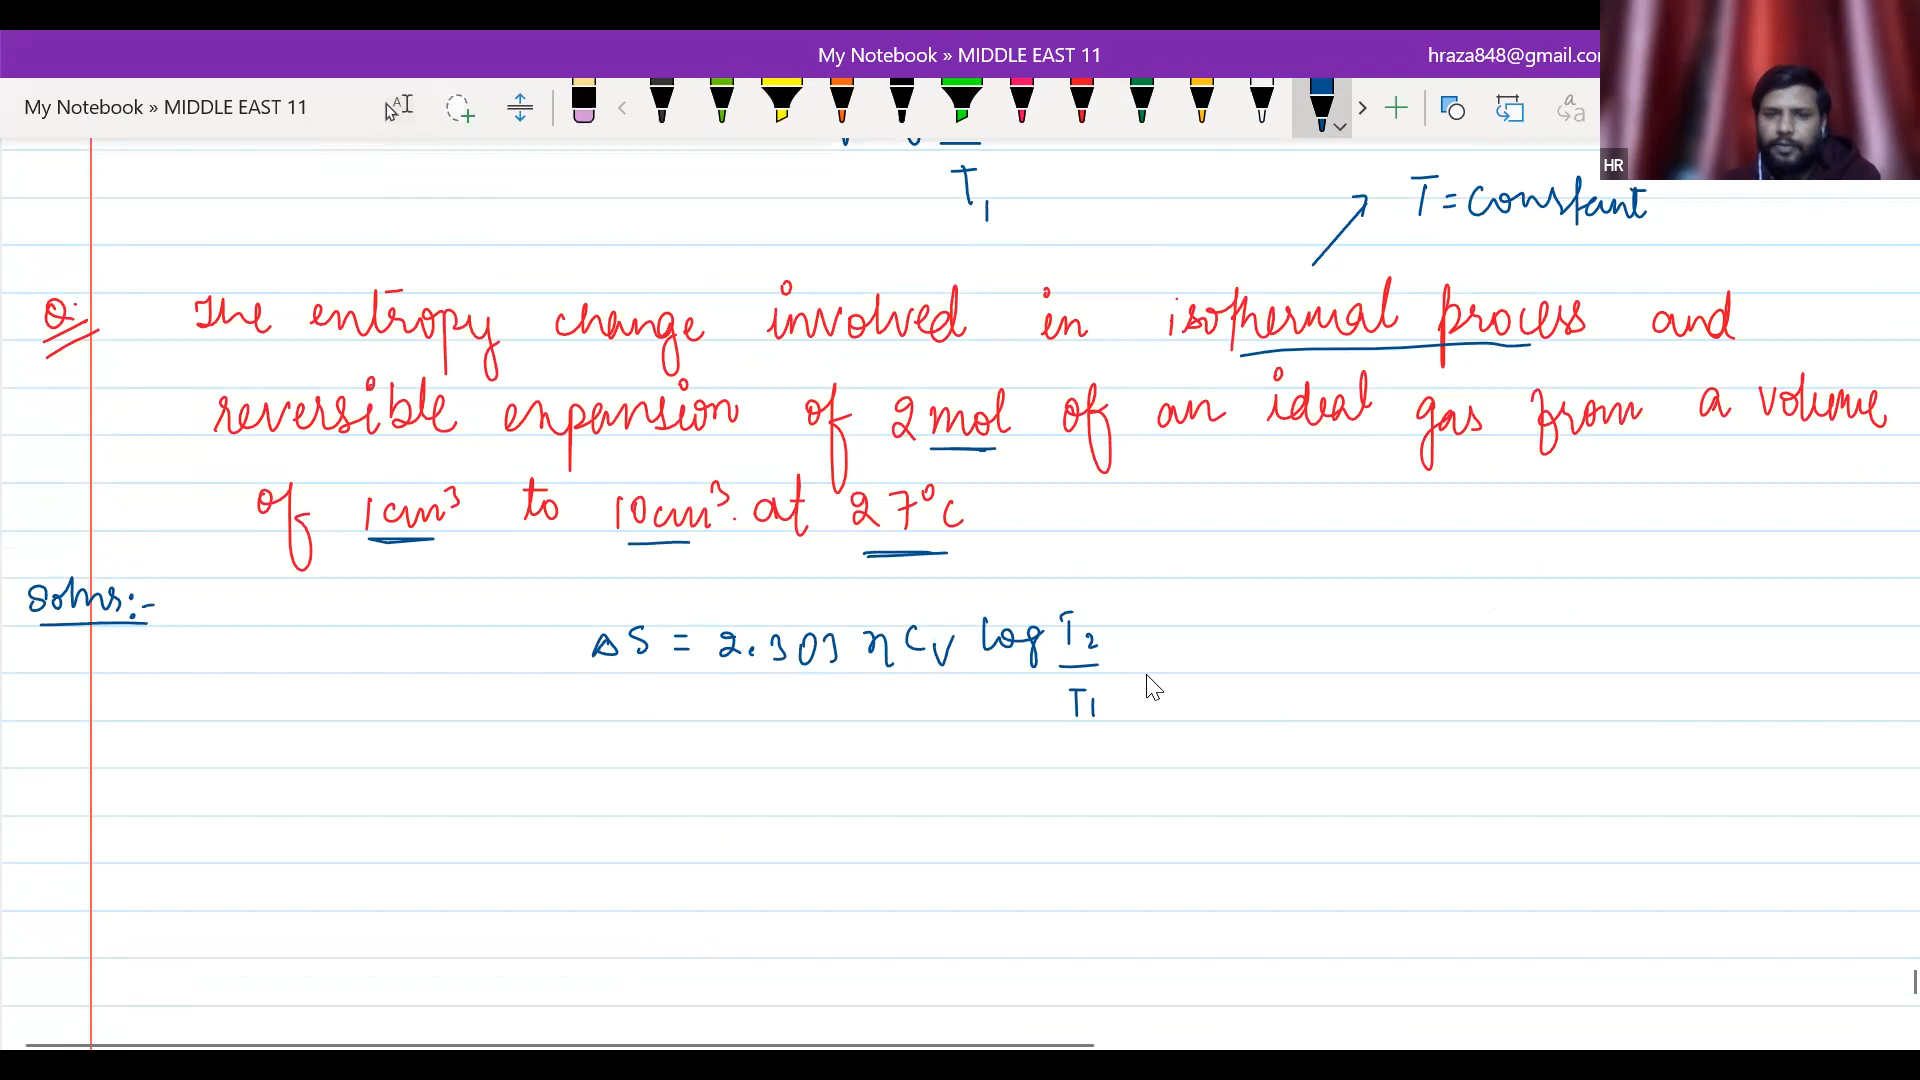 My Notebook » MIDDLE EAST 11
hraza848@gmail.co
My Notebook » MIDDLE EAST 11
HR
T₁
T = constant
Q. The entropy change involved in isothermal process and
reversible expansion of 2 mol of an ideal gas from a volume
of 1cm³ to 10cm³. at 27°c
Solns:-
ΔS = 2.303 n Cv log T₂
T₁